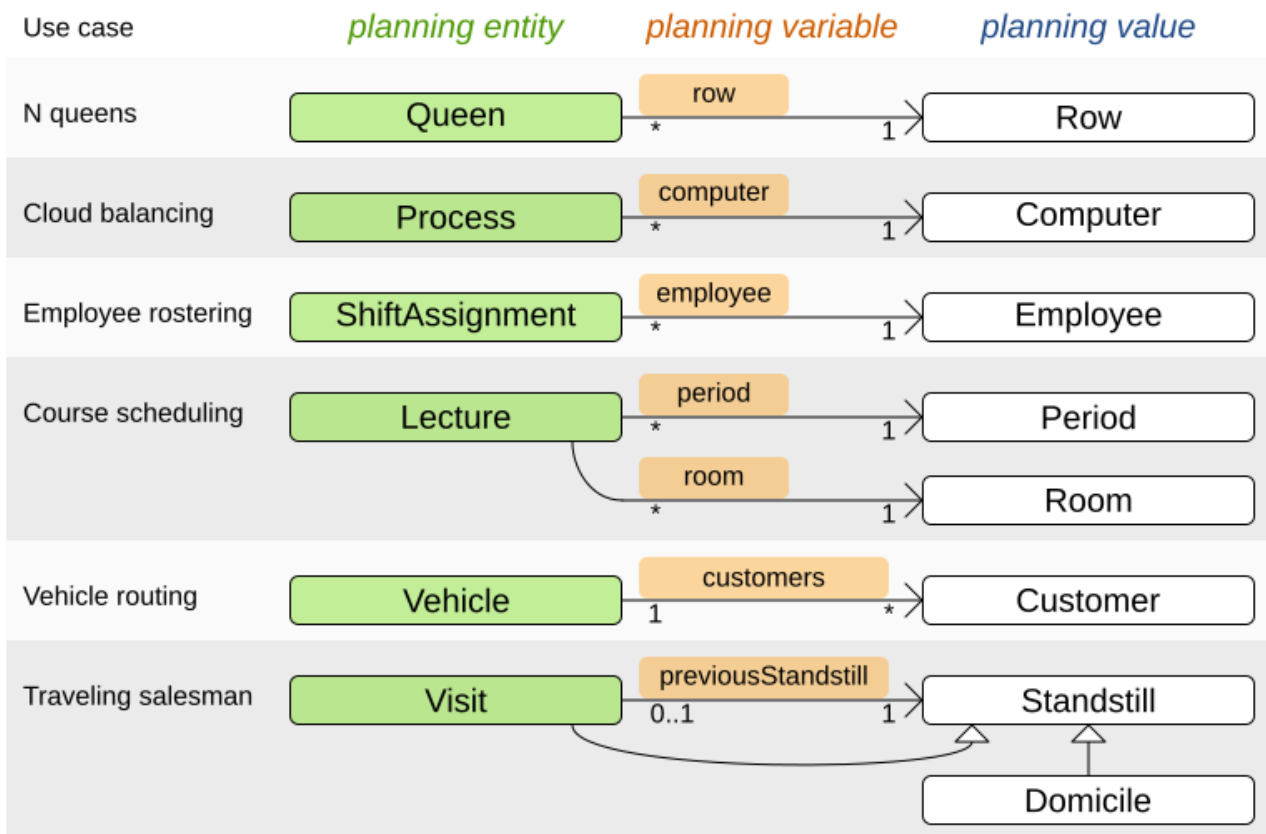 Use case planning entity planning variable planning value
N queens Queen row * 1 Row
Cloud balancing Process computer * 1 Computer
Employee rostering ShiftAssignment employee * 1 Employee
Course scheduling Lecture period * 1 Period
room * 1 Room
Vehicle routing Vehicle customers 1 * Customer
Traveling salesman Visit previousStandstill 0..1 1 Standstill
Domicile